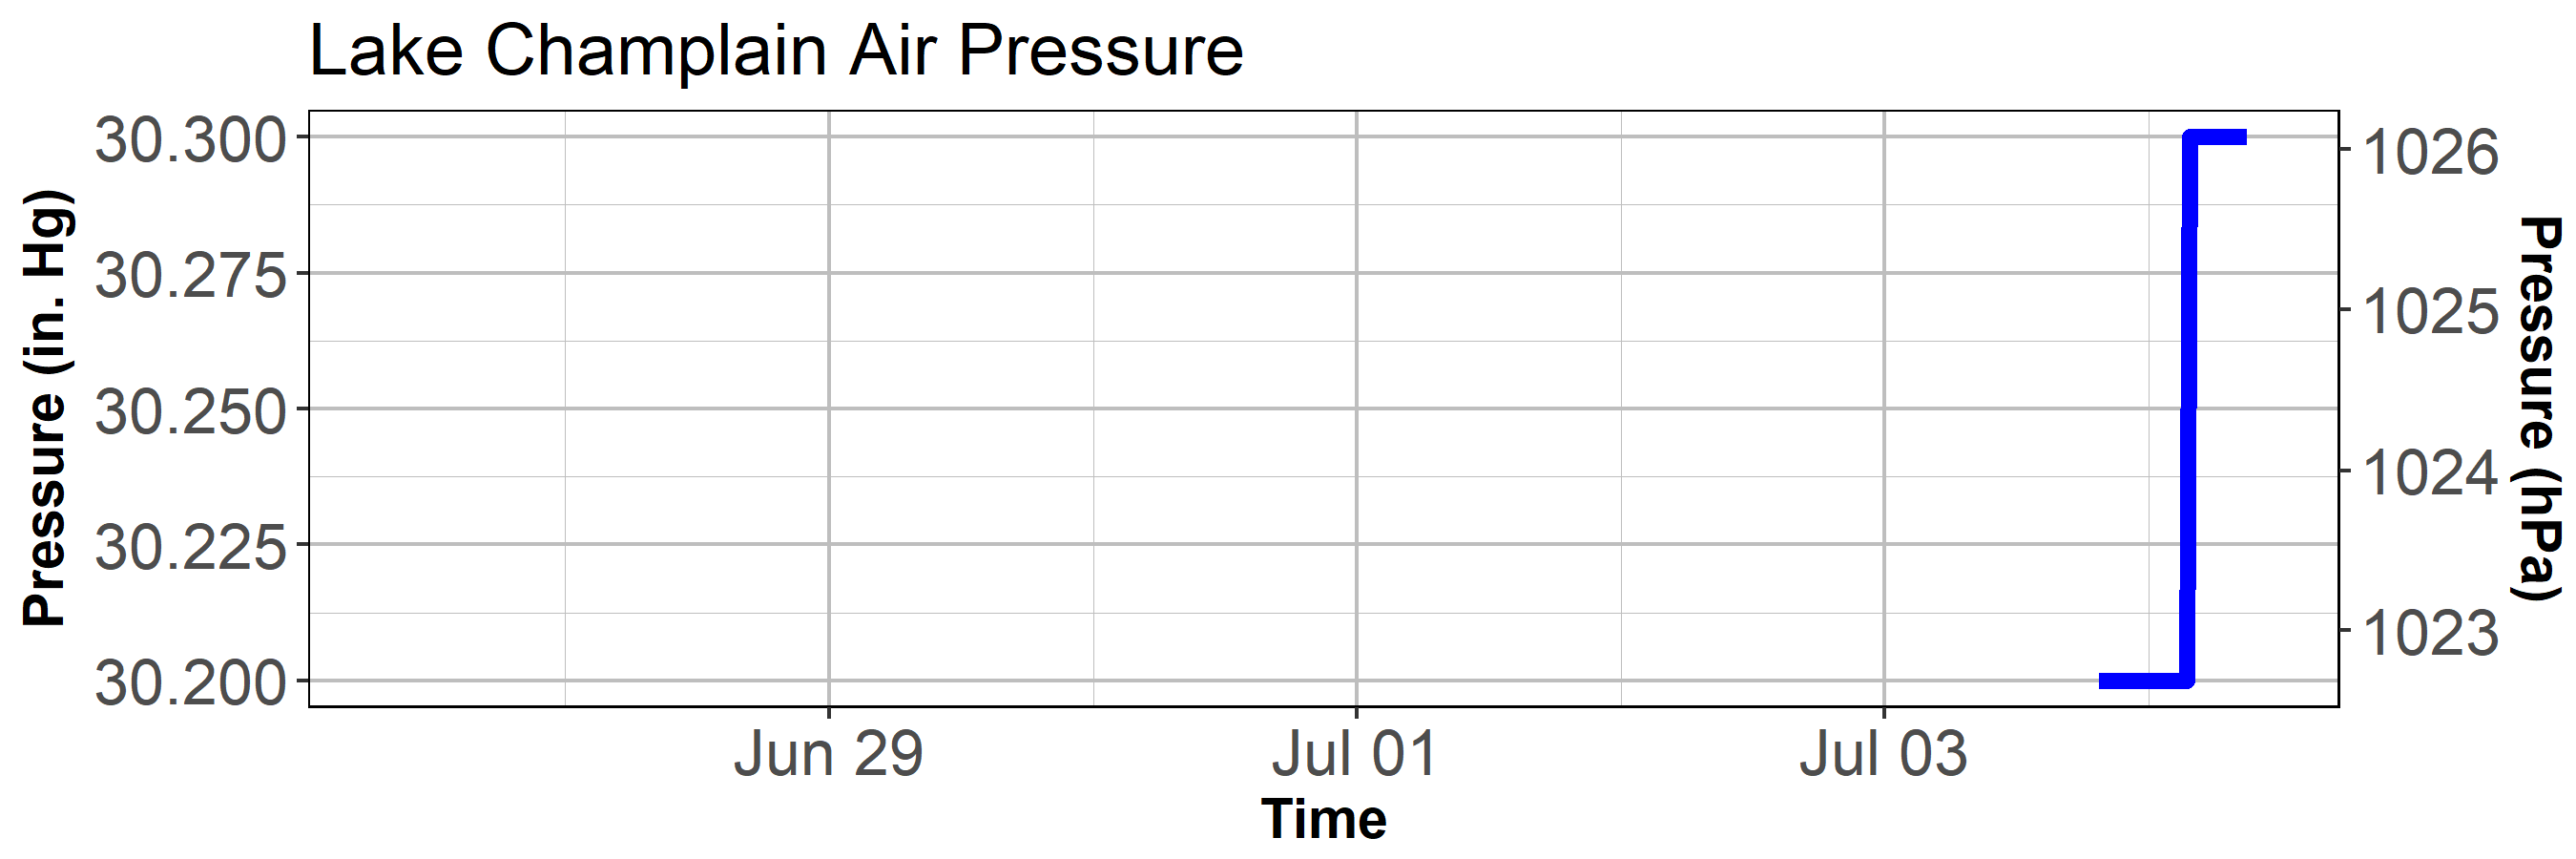 Lake Champlain Air Pressure
Pressure (in. Hg)
30.300
30.275
30.250
30.225
30.200
1026
1025
1024
1023
Pressure (hPa)
Jun 29 Jul 01 Jul 03
Time